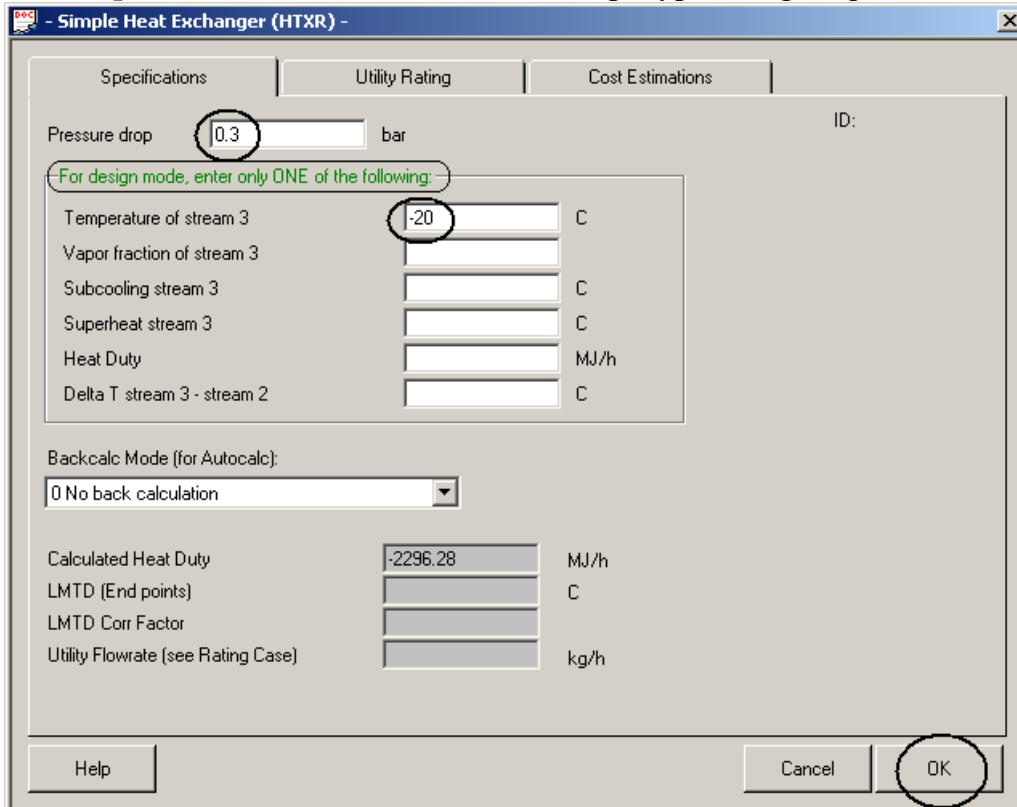 - Simple Heat Exchanger (HTXR) -
Specifications Utility Rating Cost Estimations
ID:
Pressure drop 0.3 bar
For design mode, enter only ONE of the following:
Temperature of stream 3 -20 C
Vapor fraction of stream 3
Subcooling stream 3 C
Superheat stream 3 C
Heat Duty MJ/h
Delta T stream 3 - stream 2 C
Backcalc Mode (for Autocalc):
0 No back calculation
Calculated Heat Duty -2296.28 MJ/h
LMTD (End points) C
LMTD Corr Factor
Utility Flowrate (see Rating Case) kg/h
Help Cancel OK